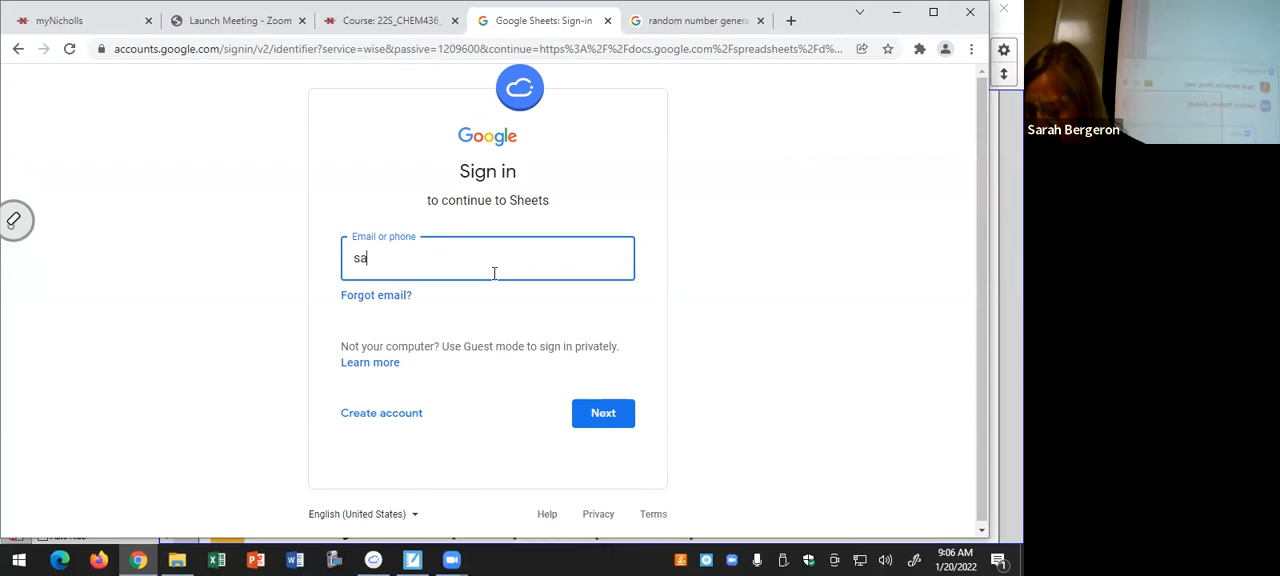 myNicholls
Launch Meeting - Zoom
Course: 22S_CHEM436_
Google Sheets: Sign-in
random number genera
accounts.google.com/signin/v2/identifier?service=wise&passive=1209600&continue=https%3A%2F%2Fdocs.google.com%2Fspreadsheets%2Fd%...
Google
Sign in
to continue to Sheets
Email or phone
sa
Forgot email?
Not your computer? Use Guest mode to sign in privately.
Learn more
Create account
Next
English (United States)
Help
Privacy
Terms
Sarah Bergeron
9:06 AM
1/20/2022